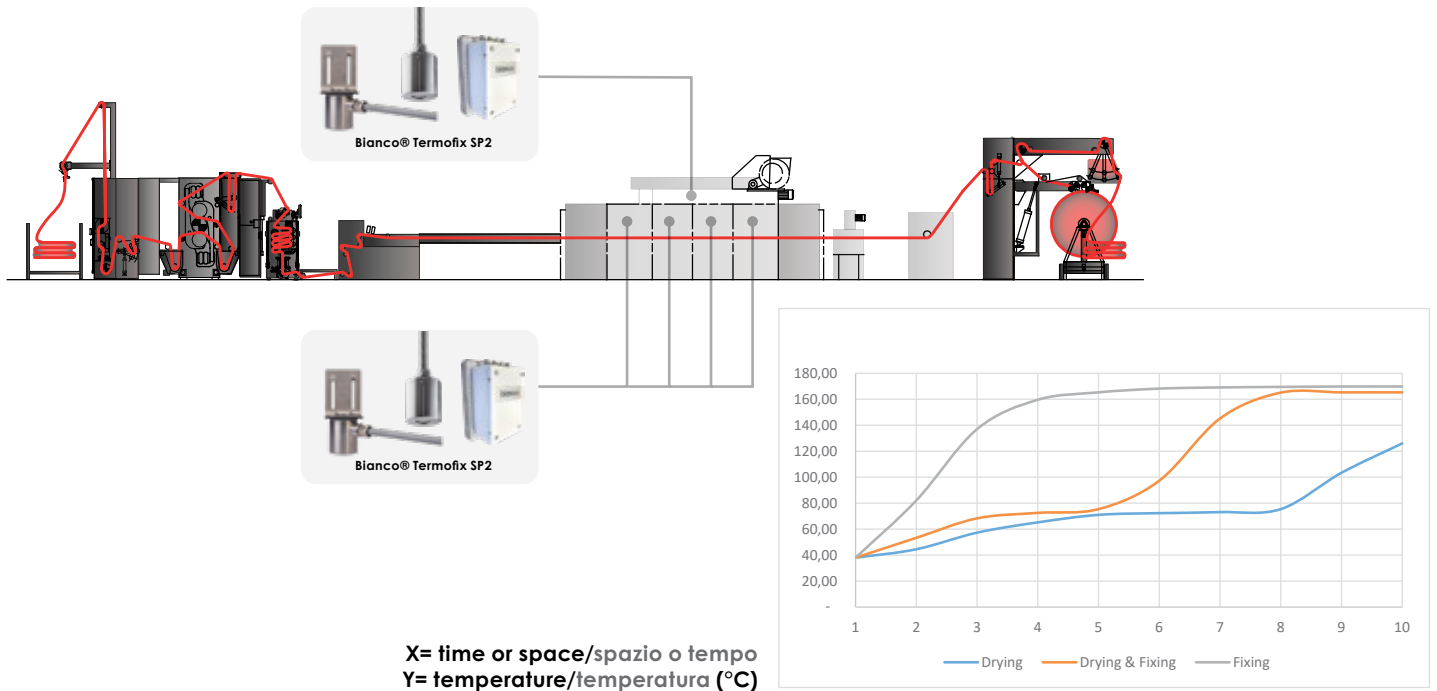 Bianco® Termofix SP2
Bianco® Termofix SP2
180,00
160,00
140,00
120,00
100,00
80,00
60,00
40,00
20,00
-
1 2 3 4 5 6 7 8 9 10
Drying Drying & Fixing Fixing
X= time or space/spazio o tempo
Y= temperature/temperatura (°C)